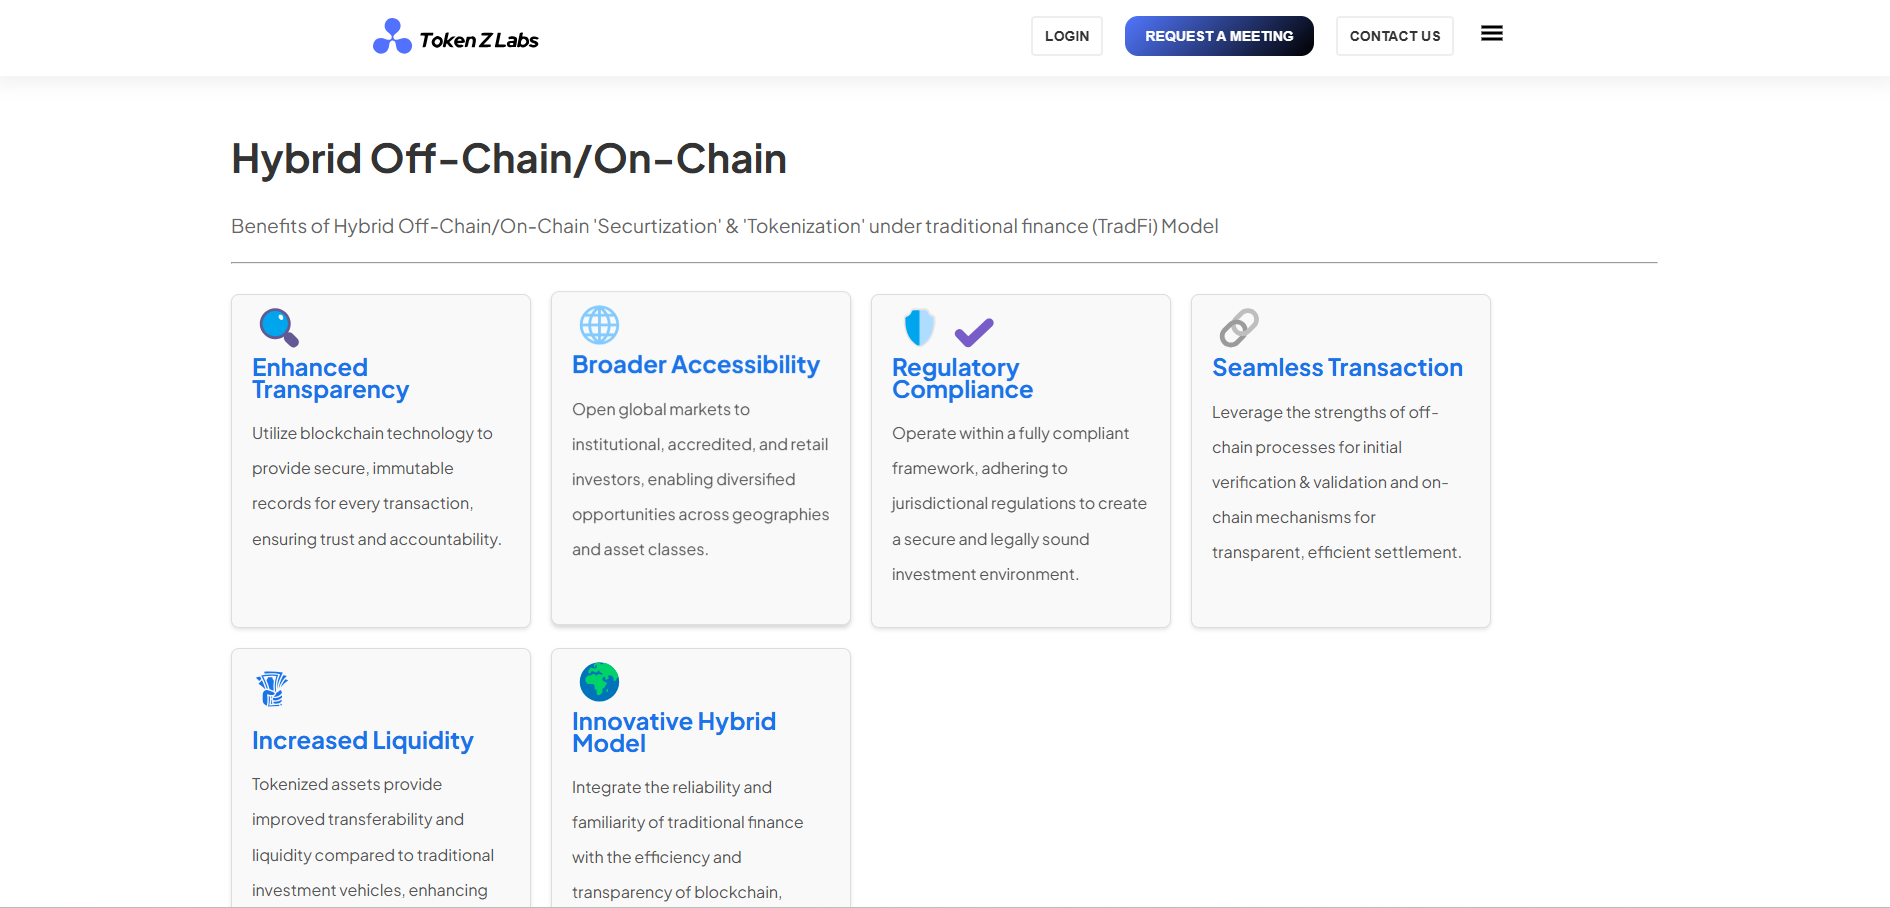 Token Z Labs
LOGIN
REQUEST A MEETING
CONTACT US
Hybrid Off-Chain/On-Chain
Benefits of Hybrid Off-Chain/On-Chain 'Securtization' & 'Tokenization' under traditional finance (TradFi) Model
Enhanced
Transparency
Utilize blockchain technology to
provide secure, immutable
records for every transaction,
ensuring trust and accountability.
Broader Accessibility
Open global markets to
institutional, accredited, and retail
investors, enabling diversified
opportunities across geographies
and asset classes.
Regulatory
Compliance
Operate within a fully compliant
framework, adhering to
jurisdictional regulations to create
a secure and legally sound
investment environment.
Seamless Transaction
Leverage the strengths of off-
chain processes for initial
verification & validation and on-
chain mechanisms for
transparent, efficient settlement.
Increased Liquidity
Tokenized assets provide
improved transferability and
liquidity compared to traditional
investment vehicles, enhancing
Innovative Hybrid
Model
Integrate the reliability and
familiarity of traditional finance
with the efficiency and
transparency of blockchain,